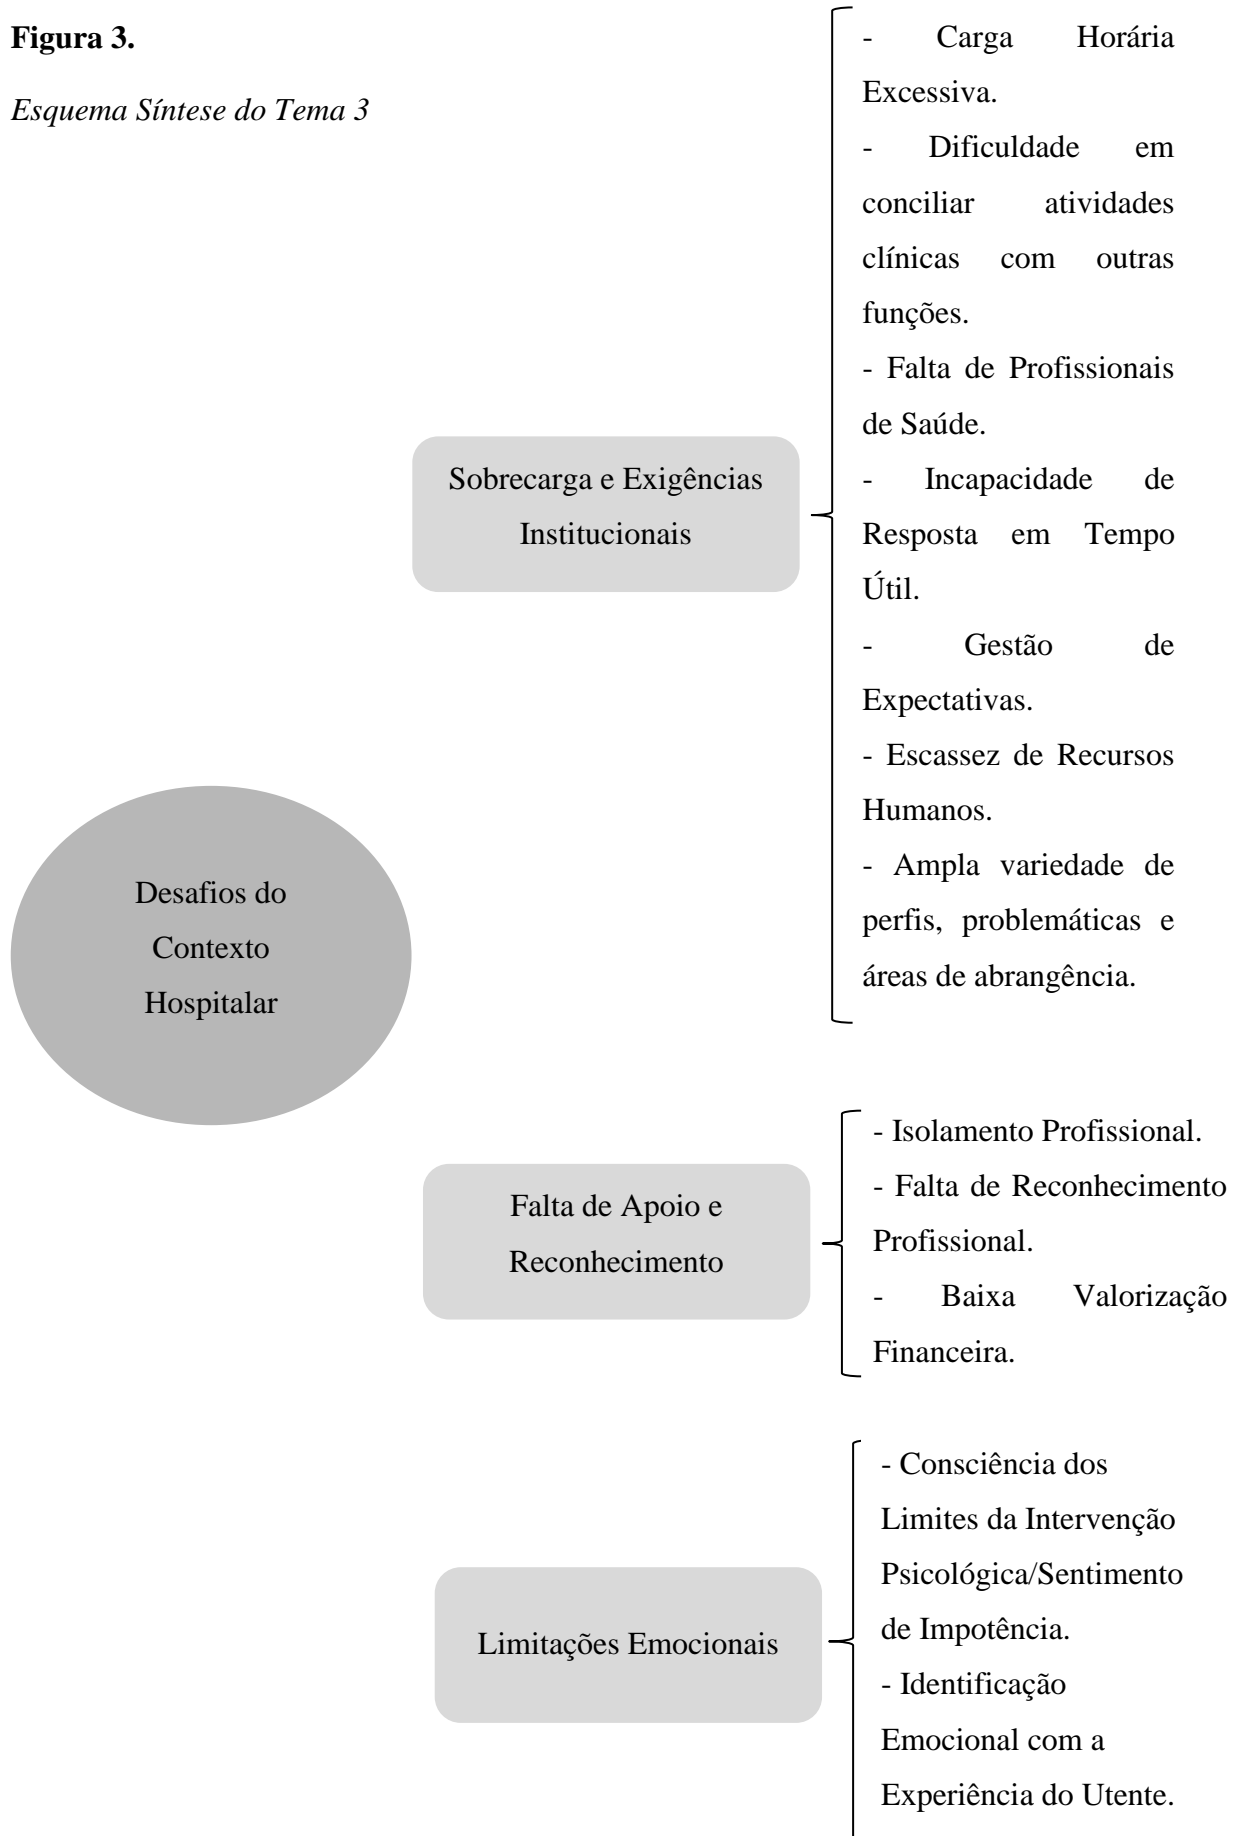 Figura 3.
Esquema Síntese do Tema 3
Desafios do
Contexto
Hospitalar
Sobrecarga e Exigências
Institucionais
- Carga Horária
Excessiva.
- Dificuldade em
conciliar atividades
clínicas com outras
funções.
- Falta de Profissionais
de Saúde.
- Incapacidade de
Resposta em Tempo
Útil.
- Gestão de
Expectativas.
- Escassez de Recursos
Humanos.
- Ampla variedade de
perfis, problemáticas e
áreas de abrangência.
Falta de Apoio e
Reconhecimento
- Isolamento Profissional.
- Falta de Reconhecimento
Profissional.
- Baixa Valorização
Financeira.
Limitações Emocionais
- Consciência dos
Limites da Intervenção
Psicológica/Sentimento
de Impotência.
- Identificação
Emocional com a
Experiência do Utente.